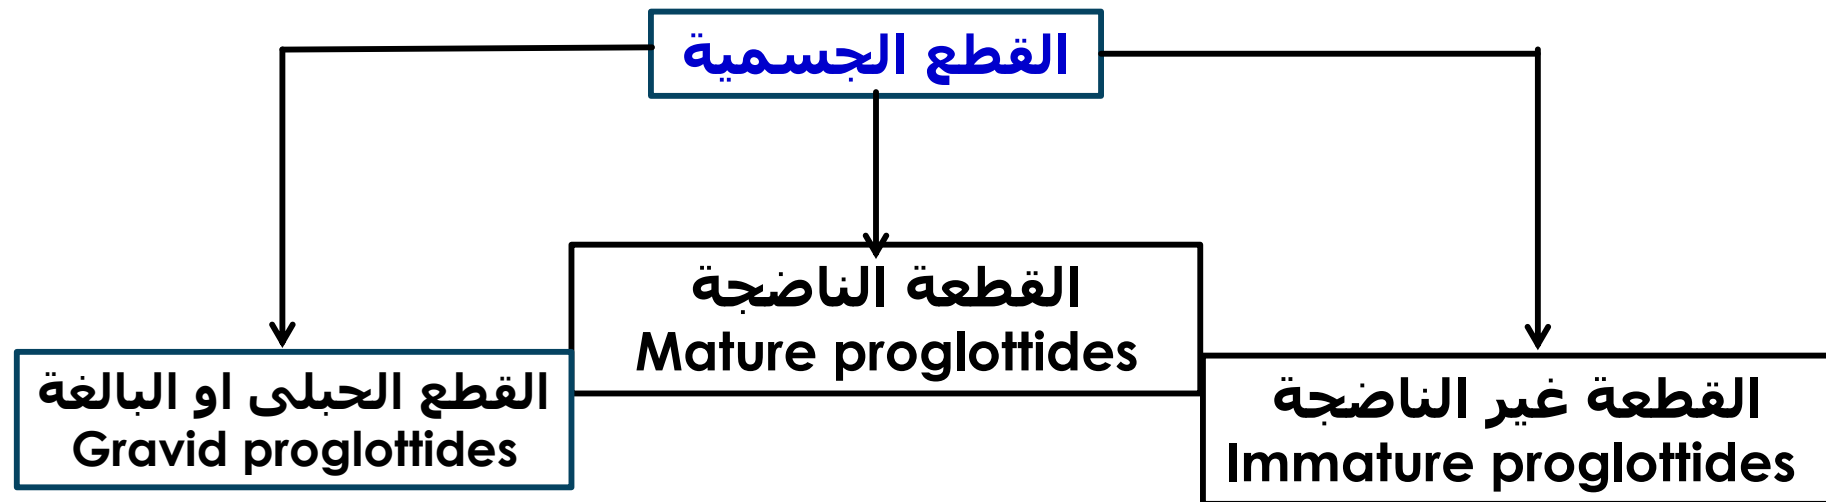 القطع الجسمية
القطعة الناضجة
Mature proglottides
القطعة غير الناضجة
Immature proglottides
القطع الحبلى او البالغة
Gravid proglottides